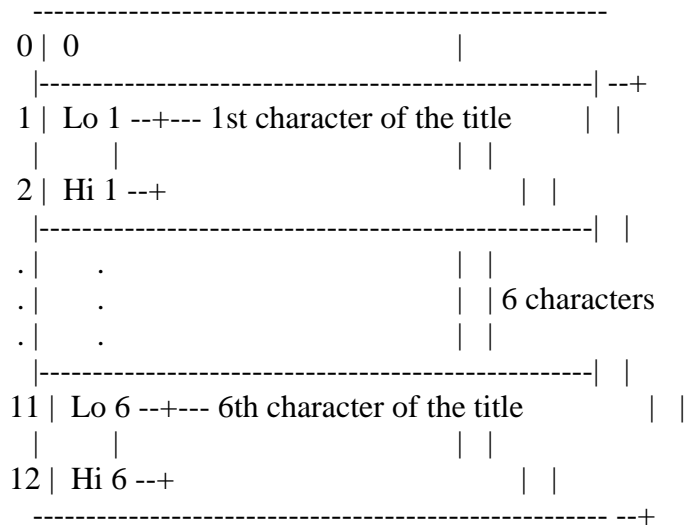 ------------------------------------------------------
0 | 0 |
|----------------------------------------------------| --+
1 | Lo 1 --+--- 1st character of the title | |
| | | |
2 | Hi 1 --+ | |
|----------------------------------------------------| |
. | . | |
. | . | | 6 characters
. | . | |
|----------------------------------------------------| |
11 | Lo 6 --+--- 6th character of the title | |
| | | |
12 | Hi 6 --+ | |
------------------------------------------------------ --+